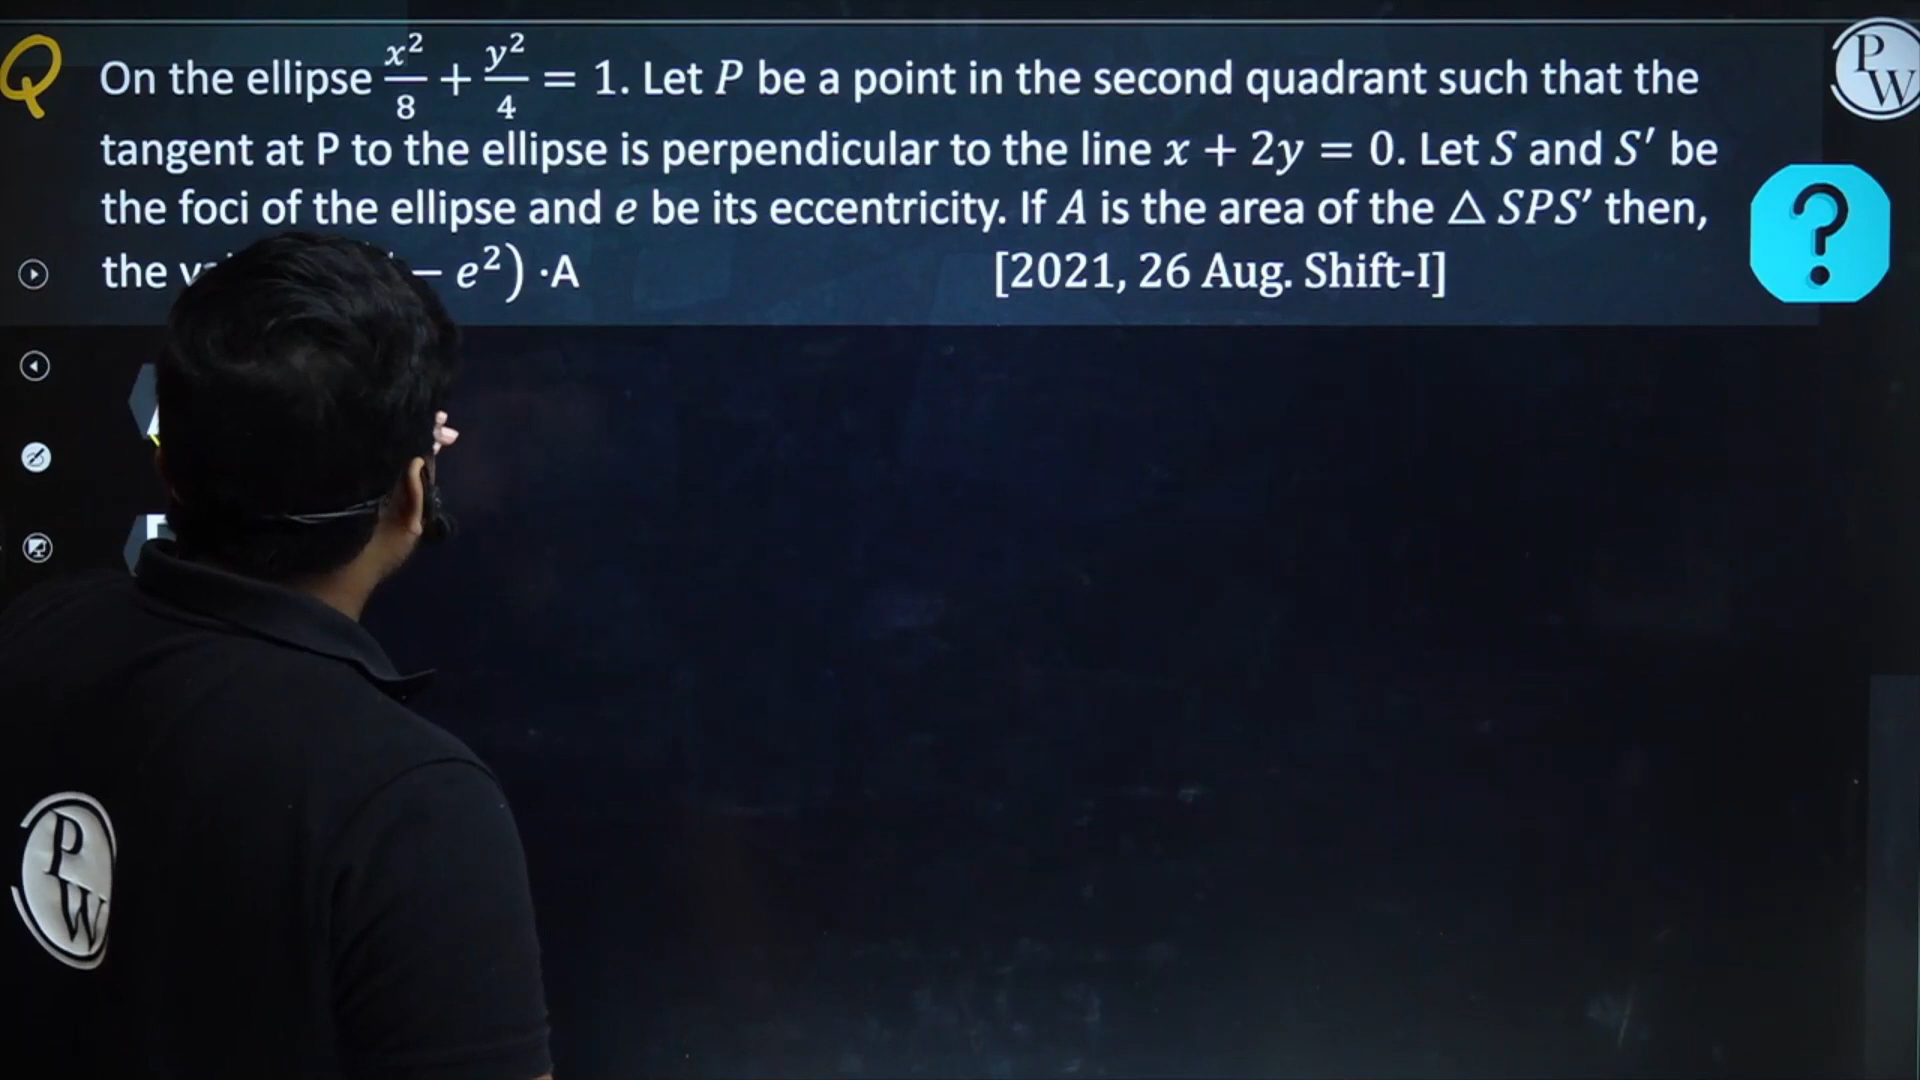 Q On the ellipse x²/8 + y²/4 = 1. Let P be a point in the second quadrant such that the
tangent at P to the ellipse is perpendicular to the line x + 2y = 0. Let S and S′ be
the foci of the ellipse and e be its eccentricity. If A is the area of the △ SPS′ then,
the − e²) ·A [2021, 26 Aug. Shift-I]
PW
?
PW